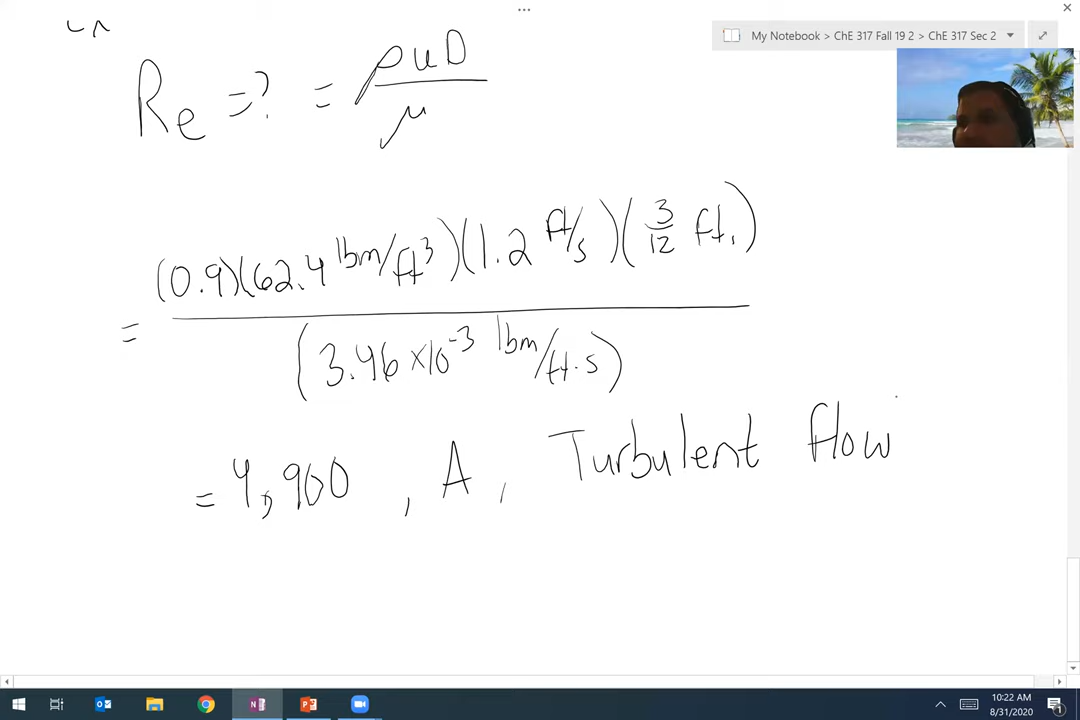 My Notebook > ChE 317 Fall 19 2 > ChE 317 Sec 2
Re = ? = ρuD / μ
= (0.9)(62.4 lbm/ft³)(1.2 ft/s)(3/12 ft.)
(3.96 × 10⁻³ lbm/ft·s)
= 4,900 , A , Turbulent flow
10:22 AM
8/31/2020